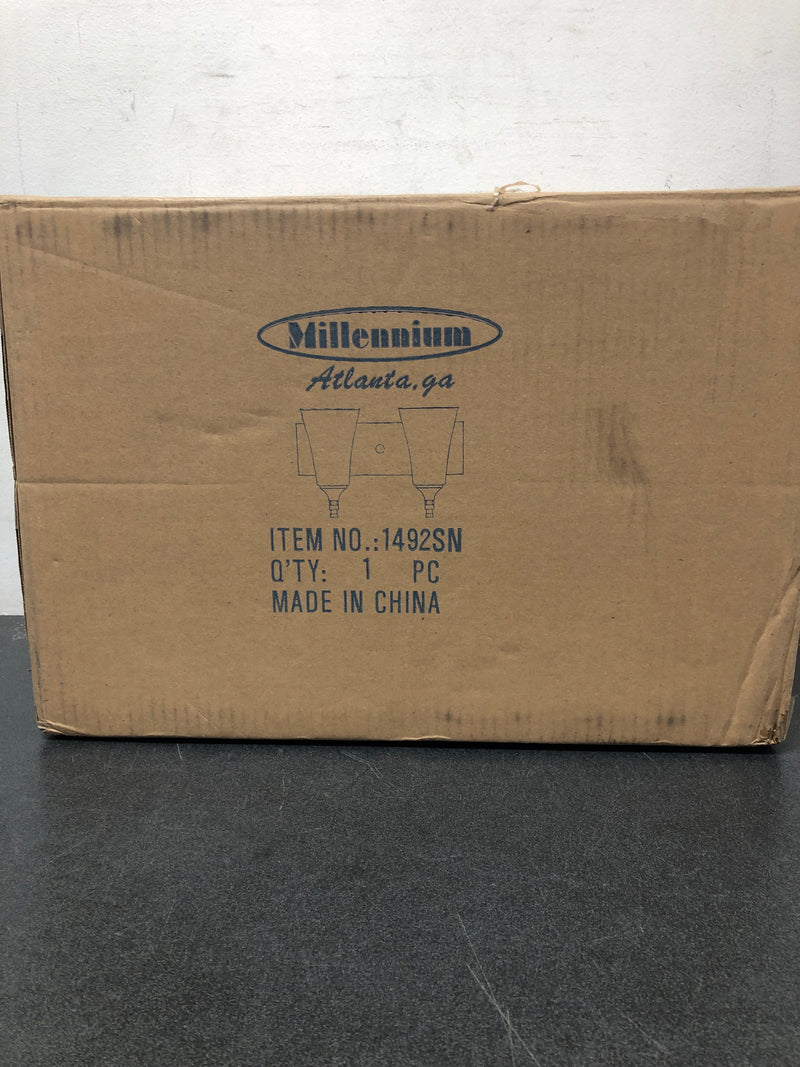 Millennium
Atlanta,ga
ITEM NO.:1492SN
Q'TY: 1 PC
MADE IN CHINA